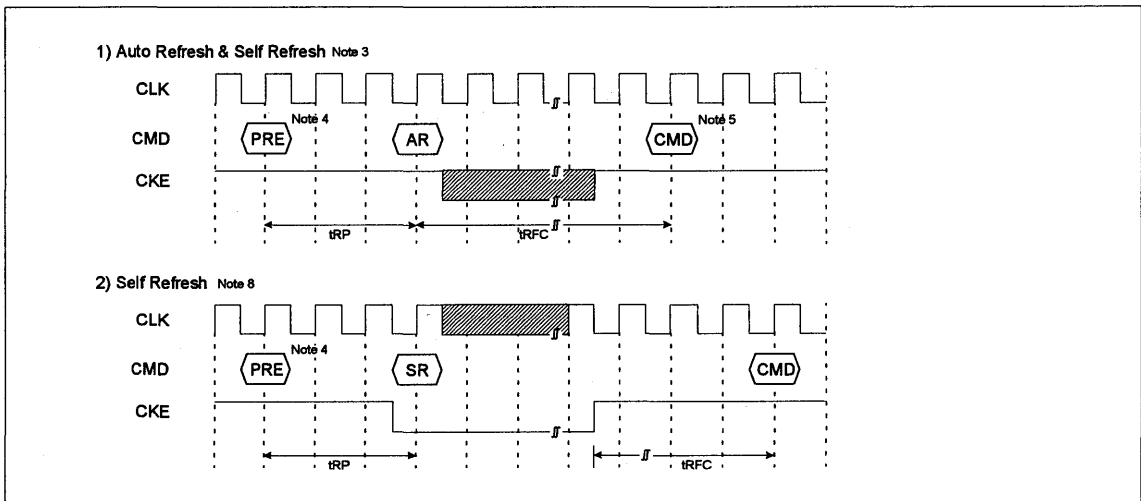 1) Auto Refresh & Self Refresh Note 3
CLK
CMD PRE Note 4 AR CMD Note 5
CKE
tRP tRFC
2) Self Refresh Note 8
CLK
CMD PRE Note 4 SR CMD
CKE
tRP tRFC